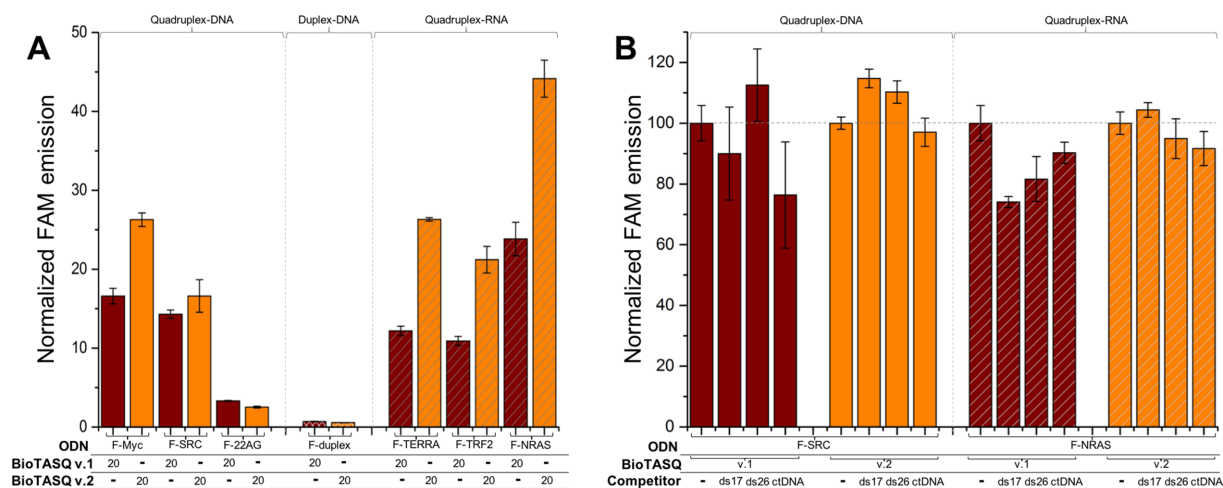 Quadruplex-DNA Duplex-DNA Quadruplex-RNA
A
Normalized FAM emission
50
40
30
20
10
0
ODN F-Myc F-SRC F-22AG F-duplex F-TERRA F-TRF2 F-NRAS
BioTASQ v.1 20 - 20 - 20 - 20 - 20 - 20 - 20 -
BioTASQ v.2 - 20 - 20 - 20 - 20 - 20 - 20 - 20
Quadruplex-DNA Quadruplex-RNA
B
Normalized FAM emission
120
100
80
60
40
20
0
ODN F-SRC F-NRAS
BioTASQ v.1 v.2 v.1 v.2
Competitor - ds17 ds26 ctDNA - ds17 ds26 ctDNA - ds17 ds26 ctDNA - ds17 ds26 ctDNA